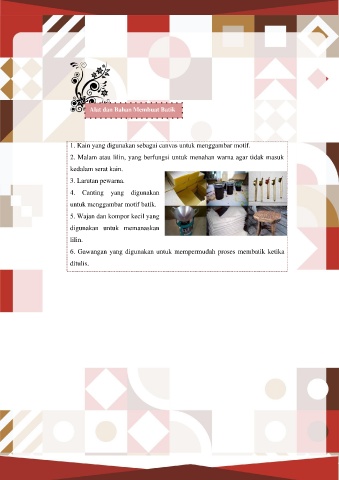 Alat dan Bahan Membuat Batik
1. Kain yang digunakan sebagai canvas untuk menggambar motif.
2. Malam atau lilin, yang berfungsi untuk menahan warna agar tidak masuk
kedalam serat kain.
3. Larutan pewarna.
4. Canting yang digunakan
untuk menggambar motif batik.
5. Wajan dan kompor kecil yang
digunakan untuk memanaskan
lilin.
6. Gawangan yang digunakan untuk mempermudah proses membatik ketika
ditulis.